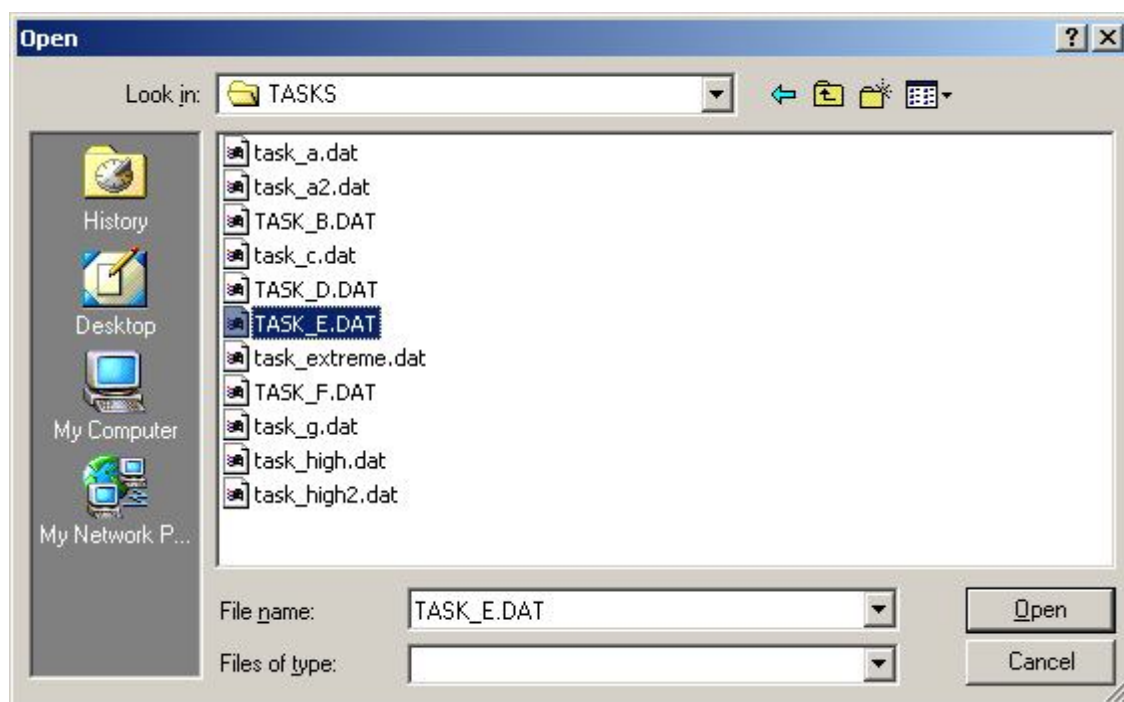 Open
Look in: TASKS
History
Desktop
My Computer
My Network P...
task_a.dat
task_a2.dat
TASK_B.DAT
task_c.dat
TASK_D.DAT
TASK_E.DAT
task_extreme.dat
TASK_F.DAT
task_g.dat
task_high.dat
task_high2.dat
File name: TASK_E.DAT
Open
Files of type:
Cancel